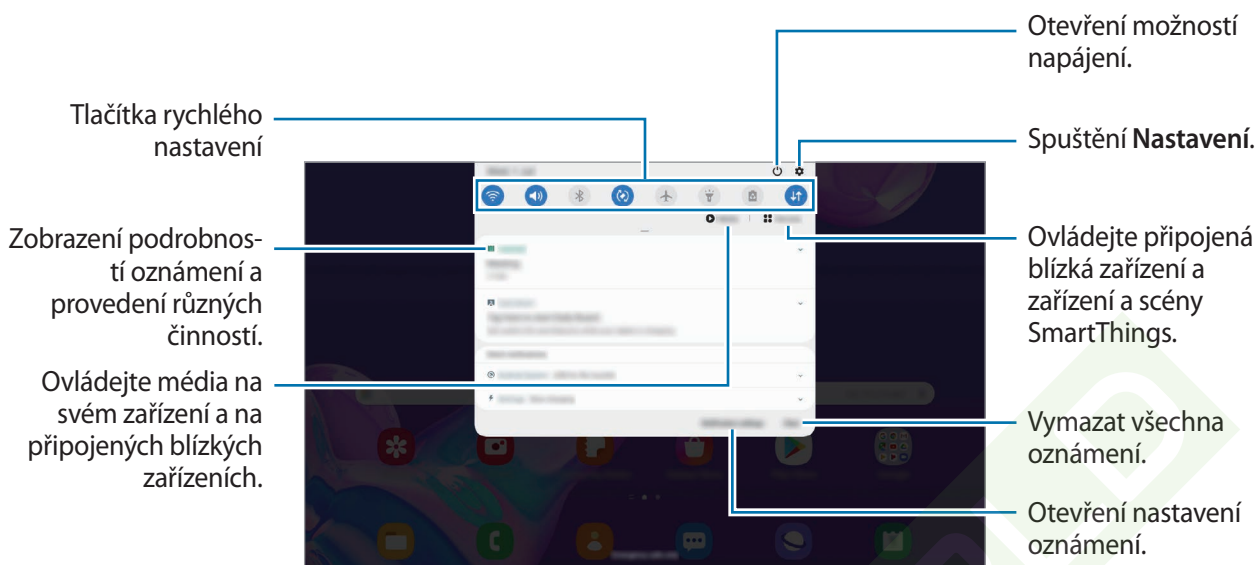 Otevření možností
napájení.
Tlačítka rychlého
nastavení
Spuštění Nastavení.
Zobrazení podrobnos-
tí oznámení a
provedení různých
činností.
Ovládejte připojená
blízká zařízení a
zařízení a scény
SmartThings.
Ovládejte média na
svém zařízení a na
připojených blízkých
zařízeních.
Vymazat všechna
oznámení.
Otevření nastavení
oznámení.